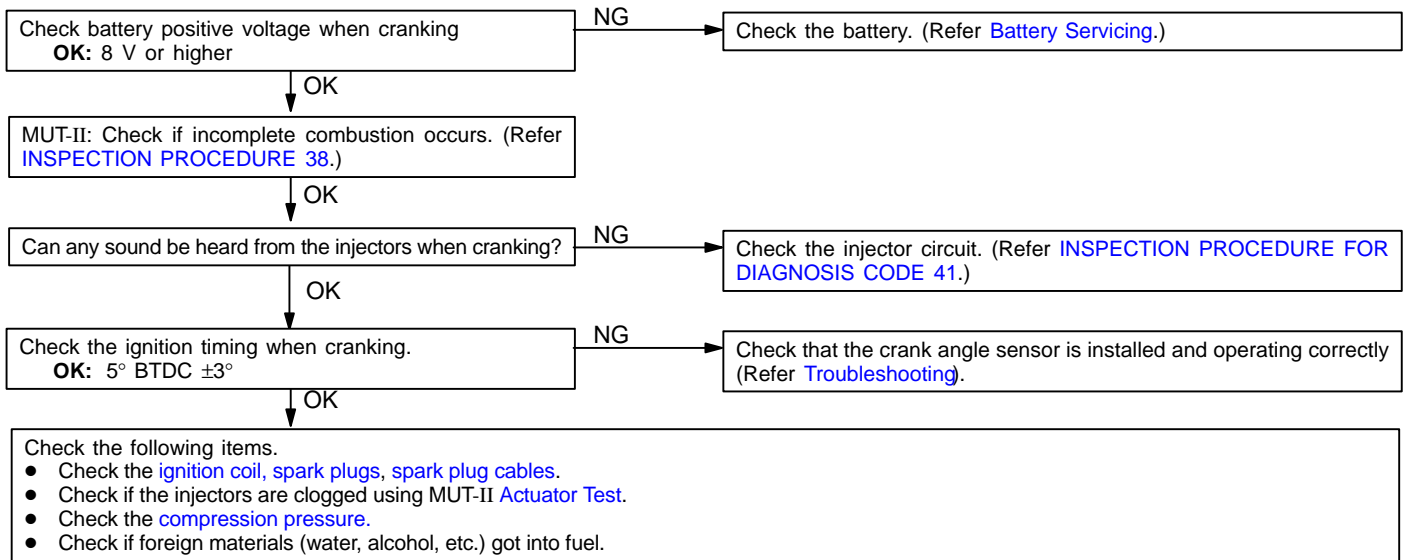 Check battery positive voltage when cranking
OK: 8 V or higher
NG
Check the battery. (Refer Battery Servicing.)
OK
MUT-II: Check if incomplete combustion occurs. (Refer
INSPECTION PROCEDURE 38.)
OK
Can any sound be heard from the injectors when cranking?
NG
Check the injector circuit. (Refer INSPECTION PROCEDURE FOR
DIAGNOSIS CODE 41.)
OK
Check the ignition timing when cranking.
OK: 5° BTDC ±3°
NG
Check that the crank angle sensor is installed and operating correctly
(Refer Troubleshooting).
OK
Check the following items.
● Check the ignition coil, spark plugs, spark plug cables.
● Check if the injectors are clogged using MUT-II Actuator Test.
● Check the compression pressure.
● Check if foreign materials (water, alcohol, etc.) got into fuel.